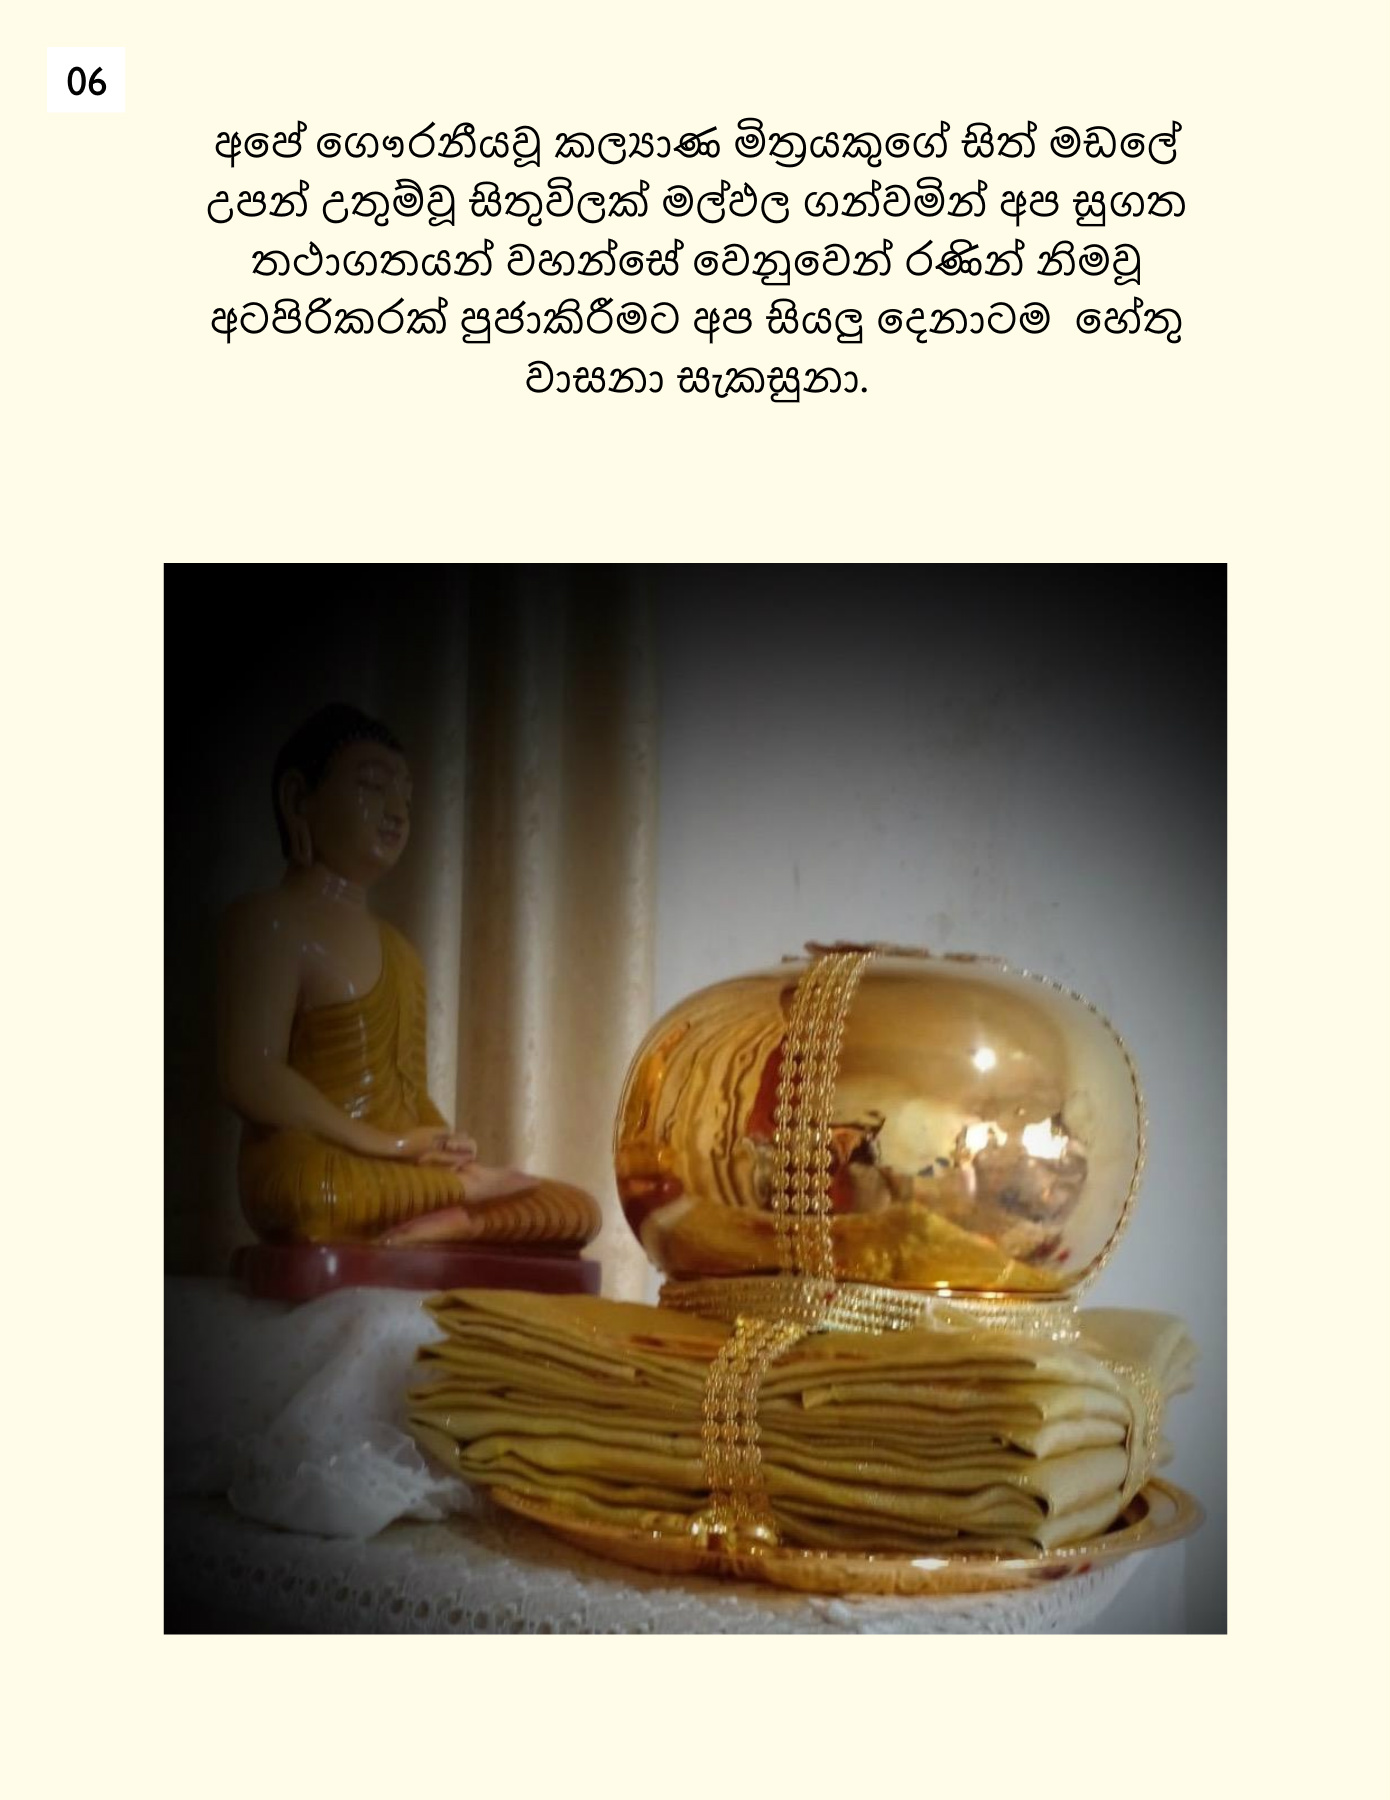 06
අපේ ගෞරනීයවූ කල්‍යාණ මිත්‍රයකුගේ සිත් මඩලේ
උපන් උතුම්වූ සිතුවිලක් මල්ඵල ගන්වමින් අප සුගත
තථාගතයන් වහන්සේ වෙනුවෙන් රණින් නිමවූ
අටපිරිකරක් පුජාකිරීමට අප සියලු දෙනාටම  හේතු
වාසනා සැකසුනා.